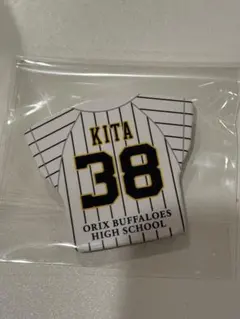 KITA
38
ORIX BUFFALOES
HIGH SCHOOL